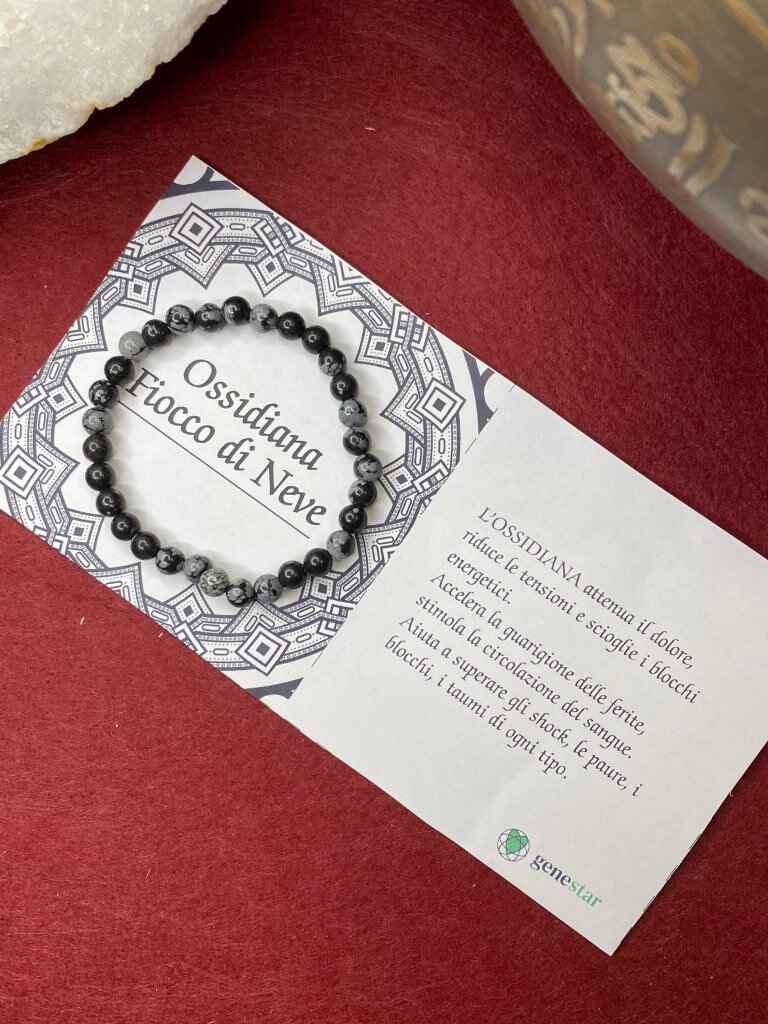 Ossidiana
Fiocco di Neve
L'OSSIDIANA attenua il dolore,
riduce le tensioni e scioglie i blocchi
energetici.
Accelera la guarigione delle ferite,
stimola la circolazione del sangue.
Aiuta a superare gli shock, le paure, i
blocchi, i taumi di ogni tipo.
genestar